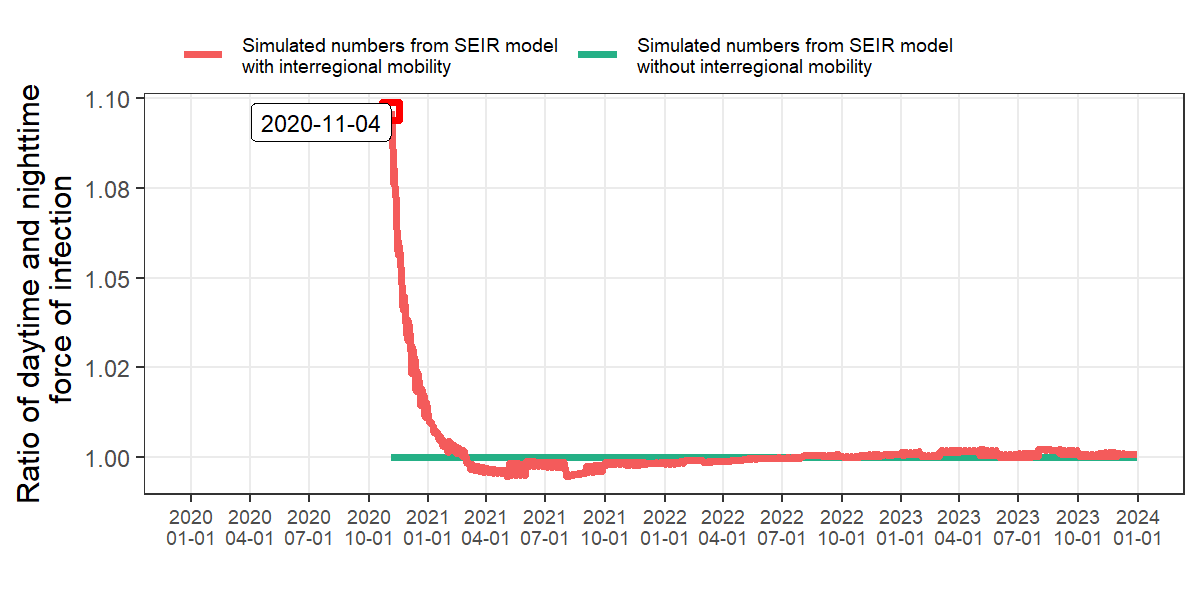 Simulated numbers from SEIR model
with interregional mobility
Simulated numbers from SEIR model
without interregional mobility
Ratio of daytime and nighttime
force of infection
1.10
1.08
1.05
1.02
1.00
2020-11-04
2020 2020 2020 2020 2021 2021 2021 2021 2022 2022 2022 2022 2023 2023 2023 2023 2024
01-01 04-01 07-01 10-01 01-01 04-01 07-01 10-01 01-01 04-01 07-01 10-01 01-01 04-01 07-01 10-01 01-01